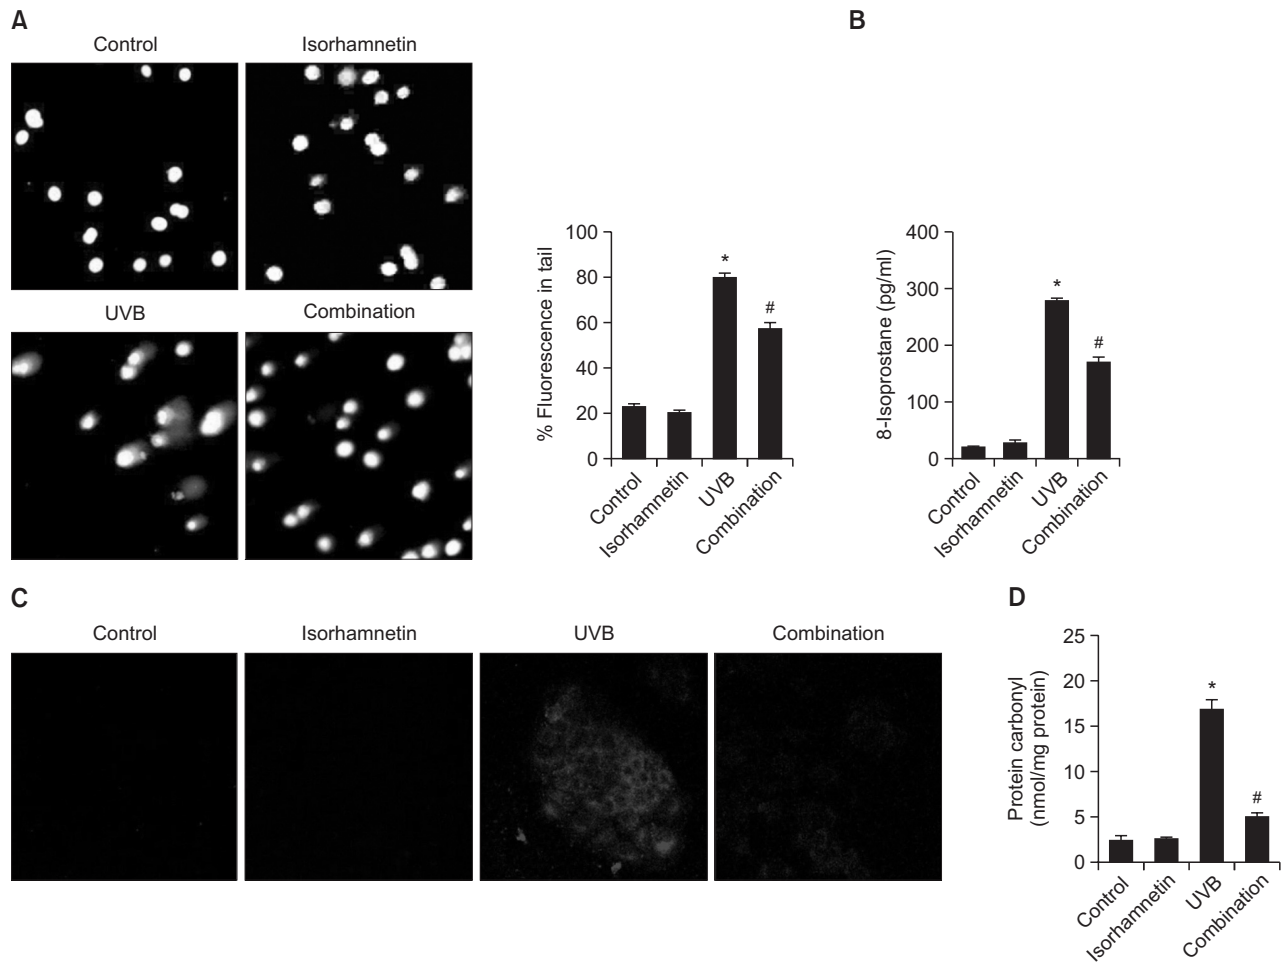 A
Control
Isorhamnetin
UVB
Combination
% Fluorescence in tail
100
80
60
40
20
0
*
#
Control
Isorhamnetin
UVB
Combination
B
8-Isoprostane (pg/ml)
400
300
200
100
0
*
#
Control
Isorhamnetin
UVB
Combination
C
Control
Isorhamnetin
UVB
Combination
D
Protein carbonyl
(nmol/mg protein)
25
20
15
10
5
0
*
#
Control
Isorhamnetin
UVB
Combination